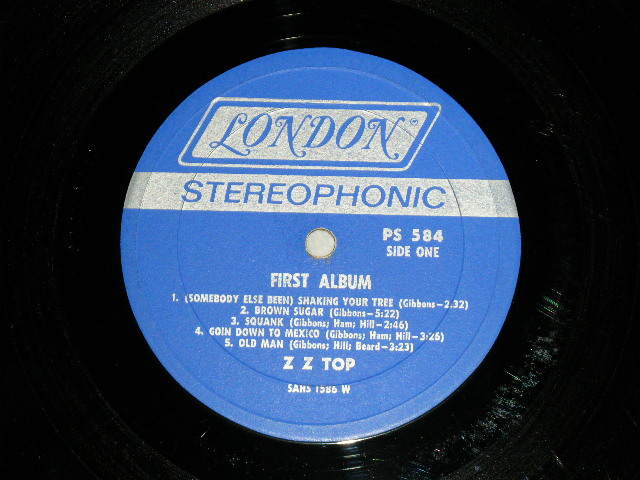 LONDON
STEREOPHONIC
PS 584
SIDE ONE
FIRST ALBUM
1. (SOMEBODY ELSE BEEN) SHAKING YOUR TREE (Gibbons—2.32)
2. BROWN SUGAR (Gibbons—5:22)
3. SQUANK (Gibbons; Ham; Hill—2:46)
4. GOIN DOWN TO MEXICO (Gibbons; Ham; Hill—3:26)
5. OLD MAN (Gibbons; Hill; Beard—3:23)
Z Z TOP
SAHS 1586 W